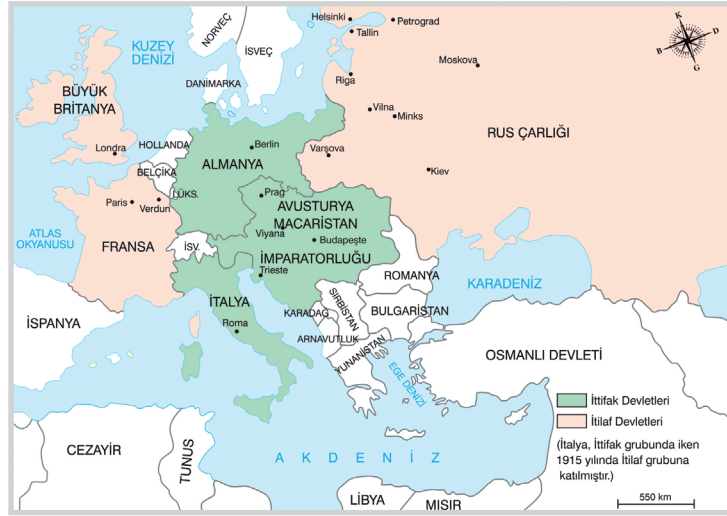 Helsinki
Petrograd
Tallin
NORVEÇ
İSVEÇ
K
D
B
G
KUZEY
DENİZİ
Moskova
Riga
DANİMARKA
BÜYÜK
BRİTANYA
Vilna
Minks
RUS ÇARLIĞI
HOLLANDA
Berlin
Londra
Varşova
ALMANYA
BELÇİKA
Kiev
LÜKS.
Prag
Paris
Verdun
AVUSTURYA
MACARİSTAN
Viyana
Budapeşte
ATLAS
OKYANUSU
FRANSA
İSV.
İMPARATORLUĞU
Trieste
ROMANYA
KARADENİZ
İTALYA
SIRBİSTAN
KARADAĞ
BULGARİSTAN
İSPANYA
Roma
ARNAVUTLUK
YUNANİSTAN
OSMANLI DEVLETİ
EGE DENİZİ
İttifak Devletleri
İtilaf Devletleri
(İtalya, İttifak grubunda iken
1915 yılında İtilaf grubuna
katılmıştır.)
CEZAYİR
TUNUS
AKDENİZ
LİBYA
MISIR
550 km